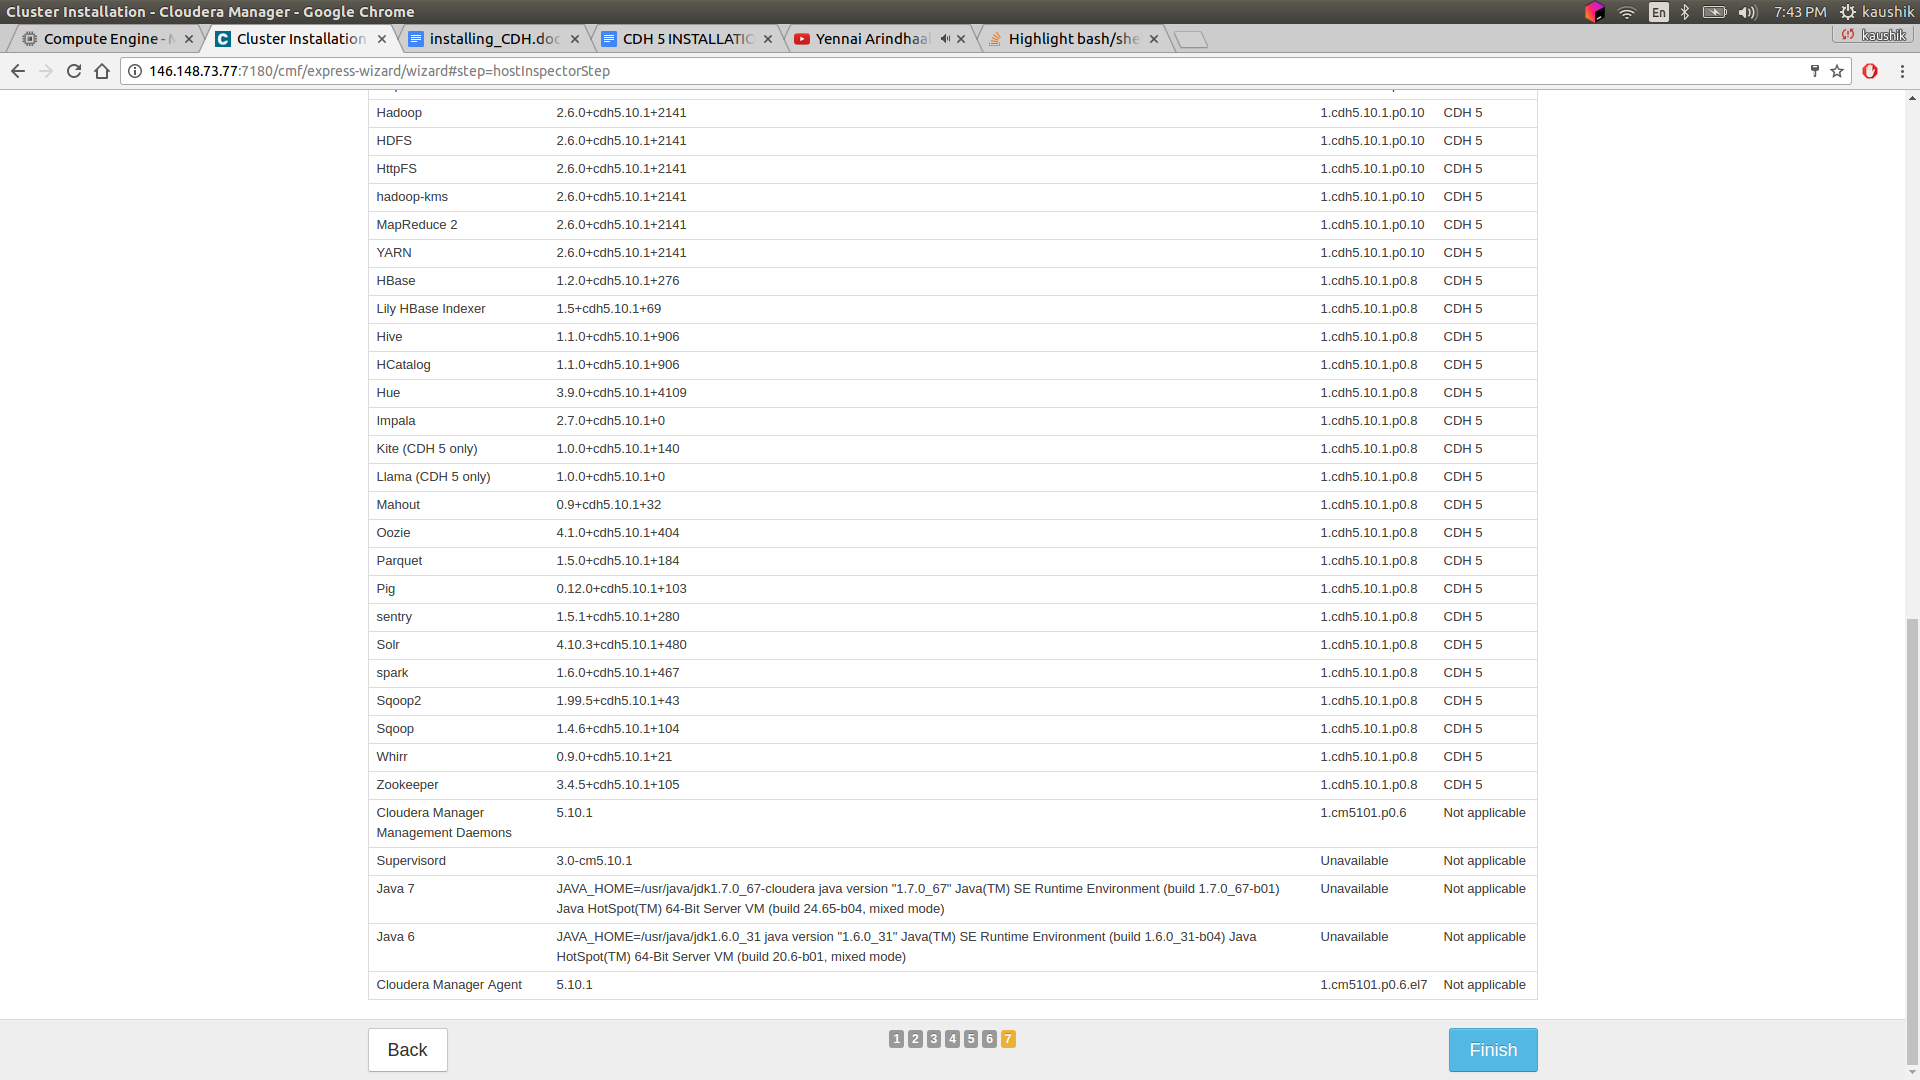 Cluster Installation - Cloudera Manager - Google Chrome
En
7:43 PM
kaushik
Compute Engine - M
Cluster Installation
installing_CDH.doc
CDH 5 INSTALLATIO
Yennai Arindhaal
Highlight bash/she
kaushik
146.148.73.77:7180/cmf/express-wizard/wizard#step=hostInspectorStep
Hadoop 2.6.0+cdh5.10.1+2141 1.cdh5.10.1.p0.10 CDH 5
HDFS 2.6.0+cdh5.10.1+2141 1.cdh5.10.1.p0.10 CDH 5
HttpFS 2.6.0+cdh5.10.1+2141 1.cdh5.10.1.p0.10 CDH 5
hadoop-kms 2.6.0+cdh5.10.1+2141 1.cdh5.10.1.p0.10 CDH 5
MapReduce 2 2.6.0+cdh5.10.1+2141 1.cdh5.10.1.p0.10 CDH 5
YARN 2.6.0+cdh5.10.1+2141 1.cdh5.10.1.p0.10 CDH 5
HBase 1.2.0+cdh5.10.1+276 1.cdh5.10.1.p0.8 CDH 5
Lily HBase Indexer 1.5+cdh5.10.1+69 1.cdh5.10.1.p0.8 CDH 5
Hive 1.1.0+cdh5.10.1+906 1.cdh5.10.1.p0.8 CDH 5
HCatalog 1.1.0+cdh5.10.1+906 1.cdh5.10.1.p0.8 CDH 5
Hue 3.9.0+cdh5.10.1+4109 1.cdh5.10.1.p0.8 CDH 5
Impala 2.7.0+cdh5.10.1+0 1.cdh5.10.1.p0.8 CDH 5
Kite (CDH 5 only) 1.0.0+cdh5.10.1+140 1.cdh5.10.1.p0.8 CDH 5
Llama (CDH 5 only) 1.0.0+cdh5.10.1+0 1.cdh5.10.1.p0.8 CDH 5
Mahout 0.9+cdh5.10.1+32 1.cdh5.10.1.p0.8 CDH 5
Oozie 4.1.0+cdh5.10.1+404 1.cdh5.10.1.p0.8 CDH 5
Parquet 1.5.0+cdh5.10.1+184 1.cdh5.10.1.p0.8 CDH 5
Pig 0.12.0+cdh5.10.1+103 1.cdh5.10.1.p0.8 CDH 5
sentry 1.5.1+cdh5.10.1+280 1.cdh5.10.1.p0.8 CDH 5
Solr 4.10.3+cdh5.10.1+480 1.cdh5.10.1.p0.8 CDH 5
spark 1.6.0+cdh5.10.1+467 1.cdh5.10.1.p0.8 CDH 5
Sqoop2 1.99.5+cdh5.10.1+43 1.cdh5.10.1.p0.8 CDH 5
Sqoop 1.4.6+cdh5.10.1+104 1.cdh5.10.1.p0.8 CDH 5
Whirr 0.9.0+cdh5.10.1+21 1.cdh5.10.1.p0.8 CDH 5
Zookeeper 3.4.5+cdh5.10.1+105 1.cdh5.10.1.p0.8 CDH 5
Cloudera Manager 5.10.1 1.cm5101.p0.6 Not applicable
Management Daemons
Supervisord 3.0-cm5.10.1 Unavailable Not applicable
Java 7 JAVA_HOME=/usr/java/jdk1.7.0_67-cloudera java version "1.7.0_67" Java(TM) SE Runtime Environment (build 1.7.0_67-b01) Unavailable Not applicable
Java HotSpot(TM) 64-Bit Server VM (build 24.65-b04, mixed mode)
Java 6 JAVA_HOME=/usr/java/jdk1.6.0_31 java version "1.6.0_31" Java(TM) SE Runtime Environment (build 1.6.0_31-b04) Java Unavailable Not applicable
HotSpot(TM) 64-Bit Server VM (build 20.6-b01, mixed mode)
Cloudera Manager Agent 5.10.1 1.cm5101.p0.6.el7 Not applicable
Back 1 2 3 4 5 6 7 Finish